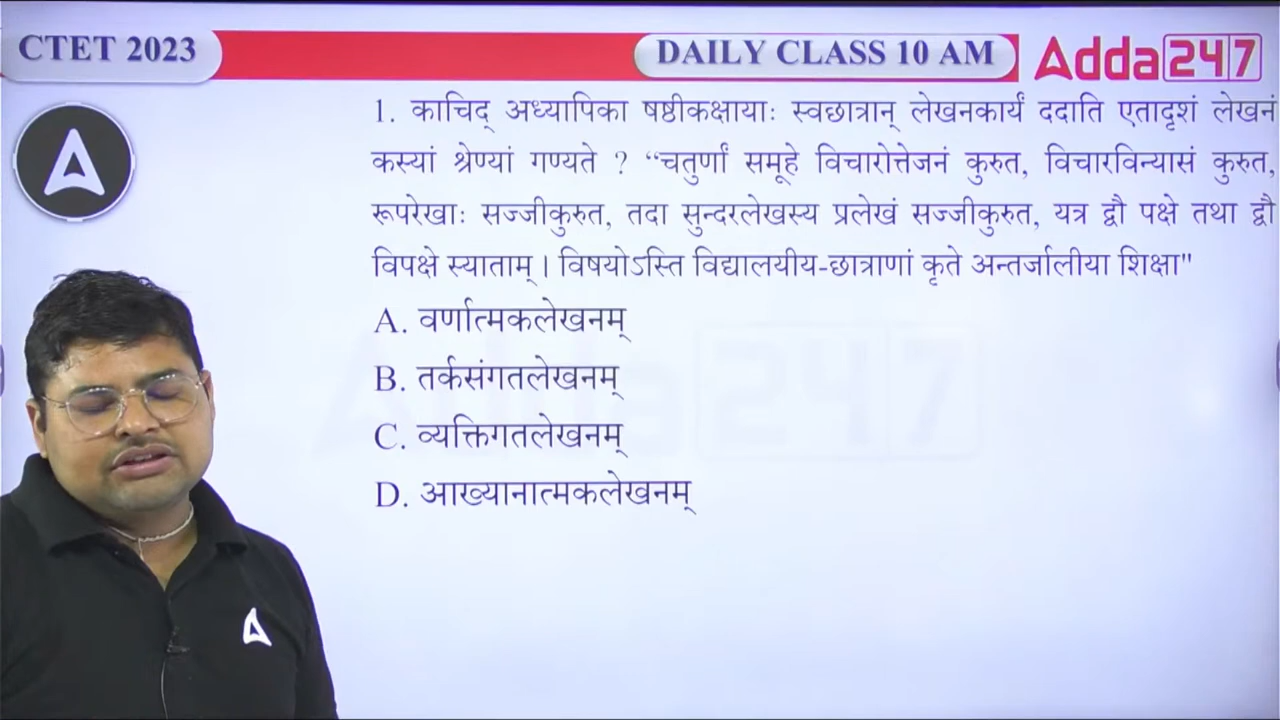 CTET 2023
DAILY CLASS 10 AM
Adda247
1. काचिद् अध्यापिका षष्ठीकक्षायाः स्वछात्रान् लेखनकार्यं ददाति एतादृशं लेखनं
कस्यां श्रेण्यां गण्यते ? “चतुर्णां समूहे विचारोत्तेजनं कुरुत, विचारविन्यासं कुरुत,
रूपरेखाः सज्जीकुरुत, तदा सुन्दरलेखस्य प्रलेखं सज्जीकुरुत, यत्र द्वौ पक्षे तथा द्वौ
विपक्षे स्याताम् । विषयोऽस्ति विद्यालयीय-छात्राणां कृते अन्तर्जालीया शिक्षा"
A. वर्णात्मकलेखनम्
B. तर्कसंगतलेखनम्
C. व्यक्तिगतलेखनम्
D. आख्यानात्मकलेखनम्
Adda247